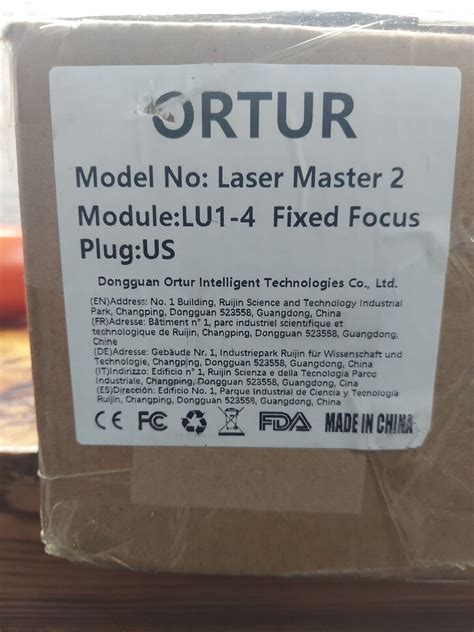 ORTUR
Model No: Laser Master 2
Module:LU1-4 Fixed Focus
Plug:US
Dongguan Ortur Intelligent Technologies Co., Ltd.
(EN)Address: No. 1 Building, Ruijin Science and Technology Industrial
Park, Changping, Dongguan 523558, Guangdong, China
(FR)Adresse: Bâtiment n° 1, parc industriel scientifique et
technologique de Ruijin, Changping, Dongguan 523558, Guangdong,
Chine
(DE)Adresse: Gebäude Nr. 1, Industriepark Ruijin für Wissenschaft und
Technologie, Changping, Dongguan 523558, Guangdong, China
(IT)Indirizzo: Edificio n° 1, Ruijin Scienza e della Tecnologia Parco
Industriale, Changping, Dongguan 523558, Guangdong, Cina
(ES)Dirección: Edificio No. 1, Parque Industrial de Ciencia y Tecnología
Ruijin, Changping, Dongguan 523558, Guangdong, China
CE FC FDA MADE IN CHINA